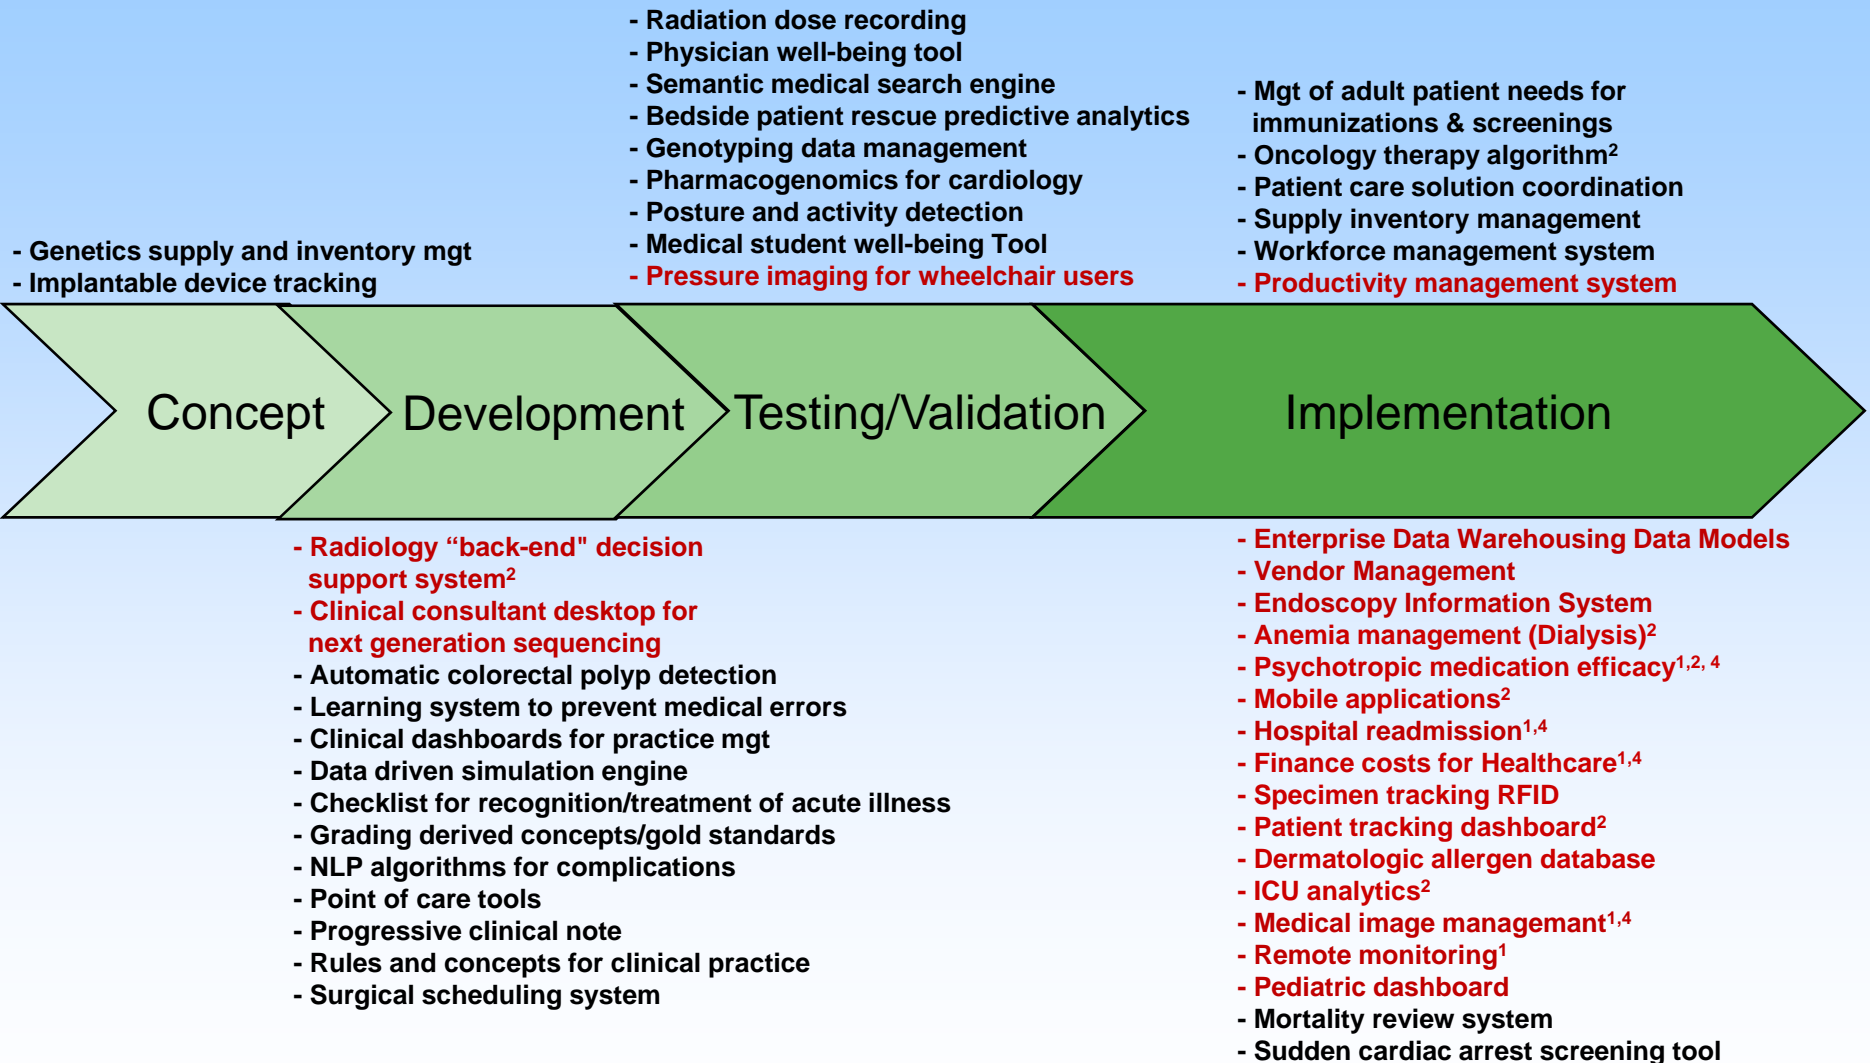 - Radiation dose recording
- Physician well-being tool
- Semantic medical search engine
- Bedside patient rescue predictive analytics
- Genotyping data management
- Pharmacogenomics for cardiology
- Posture and activity detection
- Medical student well-being Tool
- Pressure imaging for wheelchair users
- Mgt of adult patient needs for
immunizations & screenings
- Oncology therapy algorithm²
- Patient care solution coordination
- Supply inventory management
- Workforce management system
- Productivity management system
- Genetics supply and inventory mgt
- Implantable device tracking
Concept
Development
Testing/Validation
Implementation
- Radiology “back-end" decision
support system²
- Clinical consultant desktop for
next generation sequencing
- Automatic colorectal polyp detection
- Learning system to prevent medical errors
- Clinical dashboards for practice mgt
- Data driven simulation engine
- Checklist for recognition/treatment of acute illness
- Grading derived concepts/gold standards
- NLP algorithms for complications
- Point of care tools
- Progressive clinical note
- Rules and concepts for clinical practice
- Surgical scheduling system
- Enterprise Data Warehousing Data Models
- Vendor Management
- Endoscopy Information System
- Anemia management (Dialysis)²
- Psychotropic medication efficacy¹,², ⁴
- Mobile applications²
- Hospital readmission¹,⁴
- Finance costs for Healthcare¹,⁴
- Specimen tracking RFID
- Patient tracking dashboard²
- Dermatologic allergen database
- ICU analytics²
- Medical image managemant¹,⁴
- Remote monitoring¹
- Pediatric dashboard
- Mortality review system
- Sudden cardiac arrest screening tool